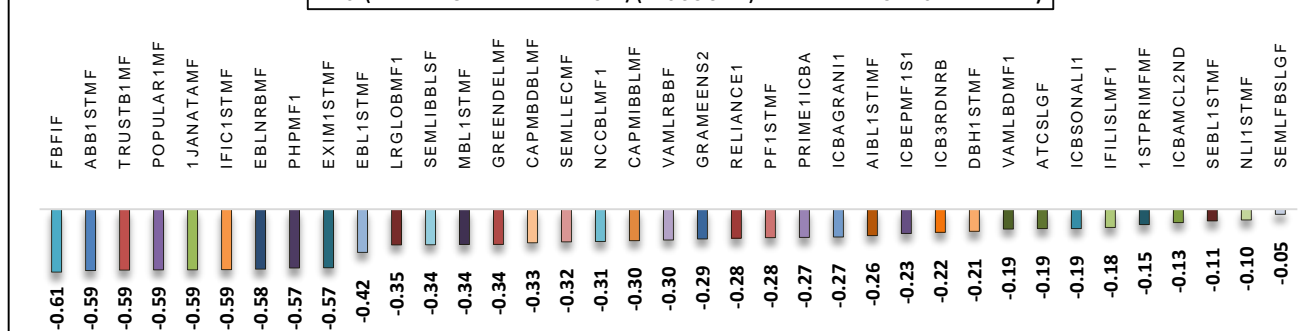 FBFIF
ABB1STMF
TRUSTB1MF
POPULAR1MF
1JANATAMF
IFIC1STMF
EBLNRBMF
PHPMF1
EXIM1STMF
EBL1STMF
LRGLOBMF1
SEMLIBBLSF
MBL1STMF
GREENDELMF
CAPMBDBLMF
SEMLLECMF
NCCBLMF1
CAPMIBBLMF
VAMLRBBF
GRAMEENS2
RELIANCE1
PF1STMF
PRIME1ICBA
ICBAGRANI1
AIBL1STIMF
ICBEPMF1S1
ICB3RDNRB
DBH1STMF
VAMLBDMF1
ATCSLGF
ICBSONALI1
IFILISLMF1
1STPRIMFMF
ICBAMCL2ND
SEBL1STMF
NLI1STMF
SEMLFBSLGF
-0.61
-0.59
-0.59
-0.59
-0.59
-0.59
-0.58
-0.57
-0.57
-0.42
-0.35
-0.34
-0.34
-0.34
-0.33
-0.32
-0.31
-0.30
-0.30
-0.29
-0.28
-0.28
-0.27
-0.27
-0.26
-0.23
-0.22
-0.21
-0.19
-0.19
-0.19
-0.18
-0.15
-0.13
-0.11
-0.10
-0.05